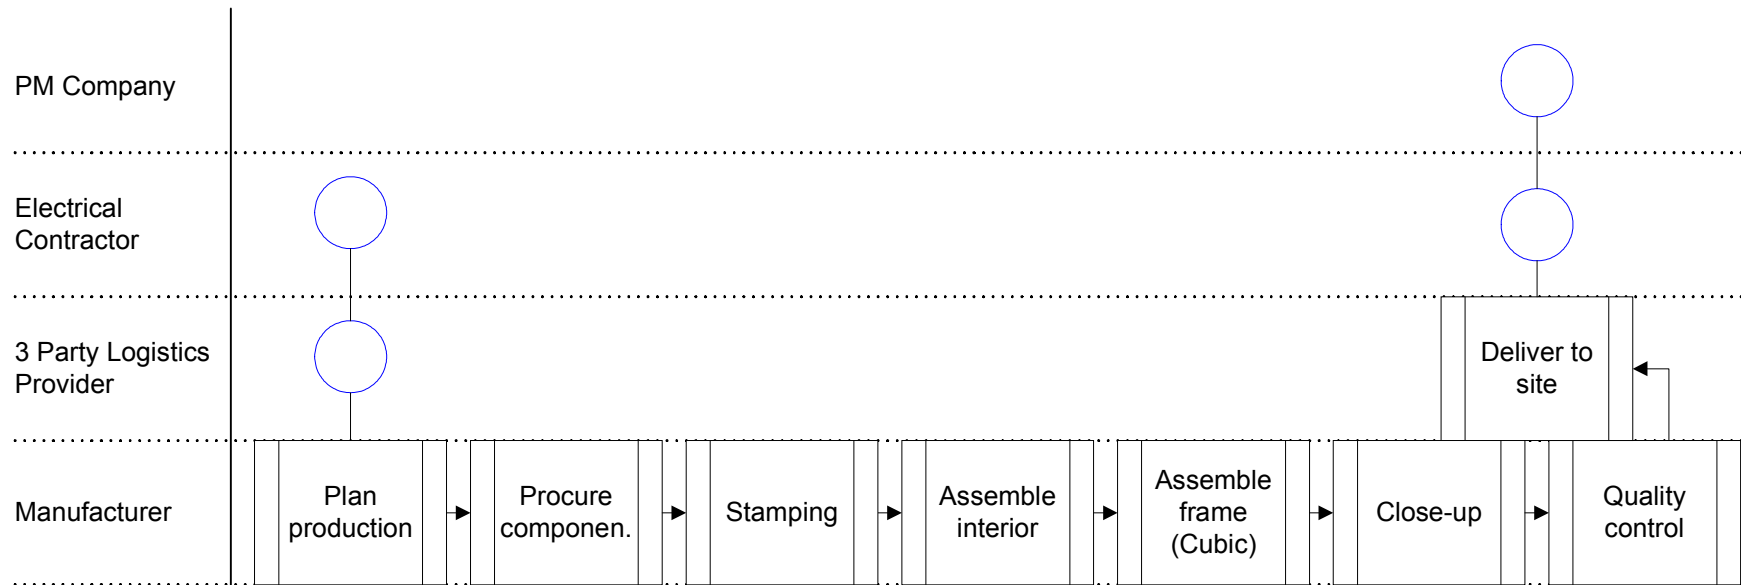 PM Company
Electrical
Contractor
3 Party Logistics
Provider
Deliver to
site
Manufacturer
Plan
production
Procure
componen.
Stamping
Assemble
interior
Assemble
frame
(Cubic)
Close-up
Quality
control